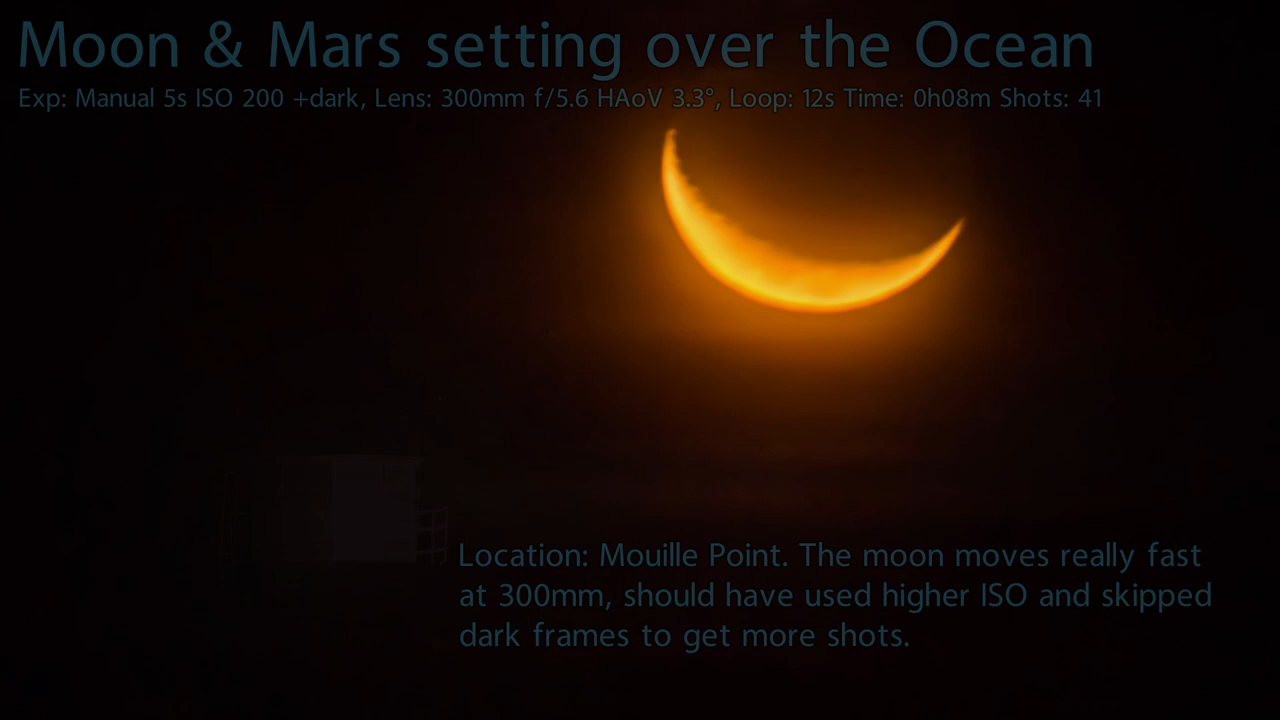 Moon & Mars setting over the Ocean
Exp: Manual 5s ISO 200 +dark, Lens: 300mm f/5.6 HAoV 3.3°, Loop: 12s Time: 0h08m Shots: 41
Location: Mouille Point. The moon moves really fast
at 300mm, should have used higher ISO and skipped
dark frames to get more shots.